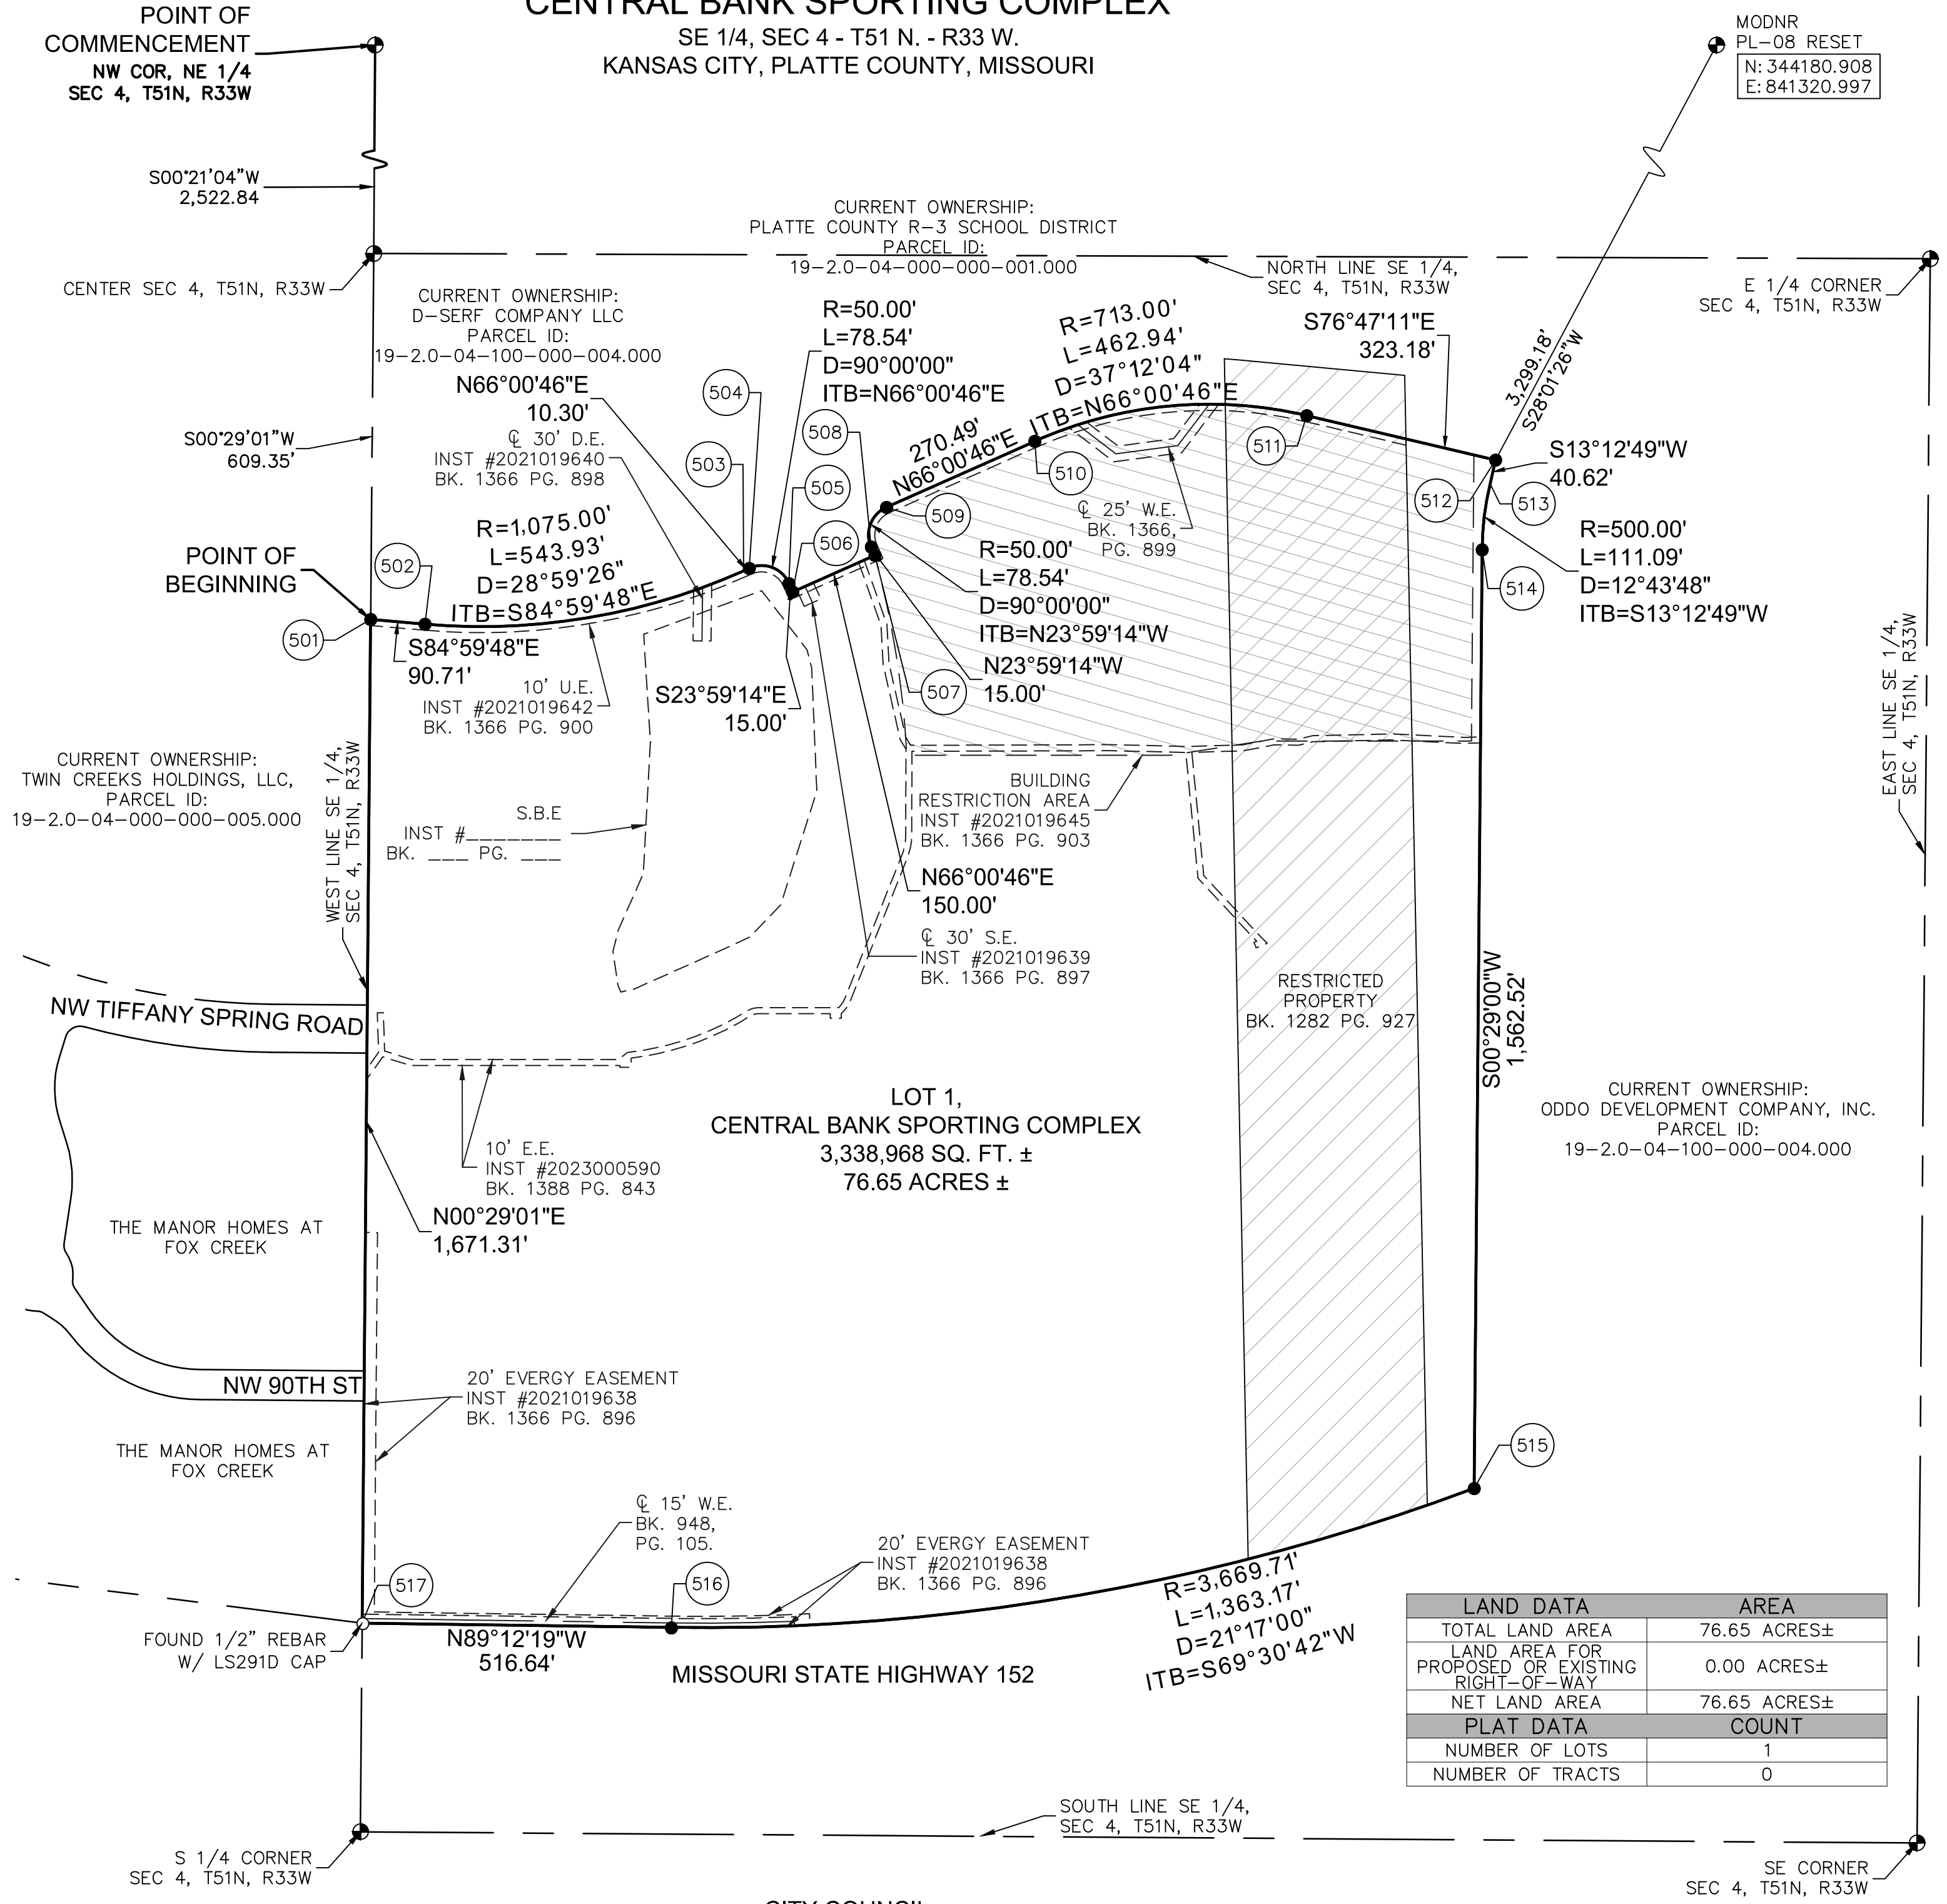 CENTRAL BANK SPORTING COMPLEX
SE 1/4, SEC 4 - T51 N. - R33 W.
KANSAS CITY, PLATTE COUNTY, MISSOURI
POINT OF
COMMENCEMENT
NW COR, NE 1/4
SEC 4, T51N, R33W
MODNR
PL-08 RESET
N: 344180.908
E: 841320.997
S00°21'04"W
2,522.84
CENTER SEC 4, T51N, R33W
CURRENT OWNERSHIP:
PLATTE COUNTY R-3 SCHOOL DISTRICT
PARCEL ID:
19-2.0-04-000-000-001.000
NORTH LINE SE 1/4,
SEC 4, T51N, R33W
E 1/4 CORNER
SEC 4, T51N, R33W
3,299.18'
S28°01'26"W
CURRENT OWNERSHIP:
D-SERF COMPANY LLC
PARCEL ID:
19-2.0-04-100-000-004.000
N66°00'46"E
10.30'
R=50.00'
L=78.54'
D=90°00'00"
ITB=N66°00'46"E
R=713.00'
L=462.94'
D=37°12'04"
ITB=N66°00'46"E
S76°47'11"E
323.18'
S00°29'01"W
609.35'
℄ 30' D.E.
INST #2021019640
BK. 1366 PG. 898
503
504
505
506
508
270.49'
N66°00'46"E
509
510
511
512
513
S13°12'49"W
40.62'
℄ 25' W.E.
BK. 1366,
PG. 899
R=500.00'
L=111.09'
D=12°43'48"
ITB=S13°12'49"W
514
POINT OF
BEGINNING
501
502
R=1,075.00'
L=543.93'
D=28°59'26"
ITB=S84°59'48"E
S84°59'48"E
90.71'
10' U.E.
INST #2021019642
BK. 1366 PG. 900
S23°59'14"E
15.00'
R=50.00'
L=78.54'
D=90°00'00"
ITB=N23°59'14"W
N23°59'14"W
15.00'
507
CURRENT OWNERSHIP:
TWIN CREEKS HOLDINGS, LLC,
PARCEL ID:
19-2.0-04-000-000-005.000
WEST LINE SE 1/4,
SEC 4, T51N, R33W
S.B.E
INST #_______
BK. ___ PG. ___
BUILDING
RESTRICTION AREA
INST #2021019645
BK. 1366 PG. 903
N66°00'46"E
150.00'
℄ 30' S.E.
INST #2021019639
BK. 1366 PG. 897
EAST LINE SE 1/4,
SEC 4, T51N, R33W
RESTRICTED
PROPERTY
BK. 1282 PG. 927
S00°29'00"W
1,562.52'
NW TIFFANY SPRING ROAD
LOT 1,
CENTRAL BANK SPORTING COMPLEX
3,338,968 SQ. FT. ±
76.65 ACRES ±
CURRENT OWNERSHIP:
ODDO DEVELOPMENT COMPANY, INC.
PARCEL ID:
19-2.0-04-100-000-004.000
10' E.E.
INST #2023000590
BK. 1388 PG. 843
N00°29'01"E
1,671.31'
THE MANOR HOMES AT
FOX CREEK
NW 90TH ST
20' EVERGY EASEMENT
INST #2021019638
BK. 1366 PG. 896
THE MANOR HOMES AT
FOX CREEK
515
℄ 15' W.E.
BK. 948,
PG. 105.
20' EVERGY EASEMENT
INST #2021019638
BK. 1366 PG. 896
517
516
R=3,669.71'
L=1,363.17'
D=21°17'00"
ITB=S69°30'42"W
FOUND 1/2" REBAR
W/ LS291D CAP
N89°12'19"W
516.64'
MISSOURI STATE HIGHWAY 152
LAND DATA AREA
TOTAL LAND AREA 76.65 ACRES±
LAND AREA FOR
PROPOSED OR EXISTING 0.00 ACRES±
RIGHT-OF-WAY
NET LAND AREA 76.65 ACRES±
PLAT DATA COUNT
NUMBER OF LOTS 1
NUMBER OF TRACTS 0
SOUTH LINE SE 1/4,
SEC 4, T51N, R33W
S 1/4 CORNER
SEC 4, T51N, R33W
SE CORNER
SEC 4, T51N, R33W
CITY COUNCIL